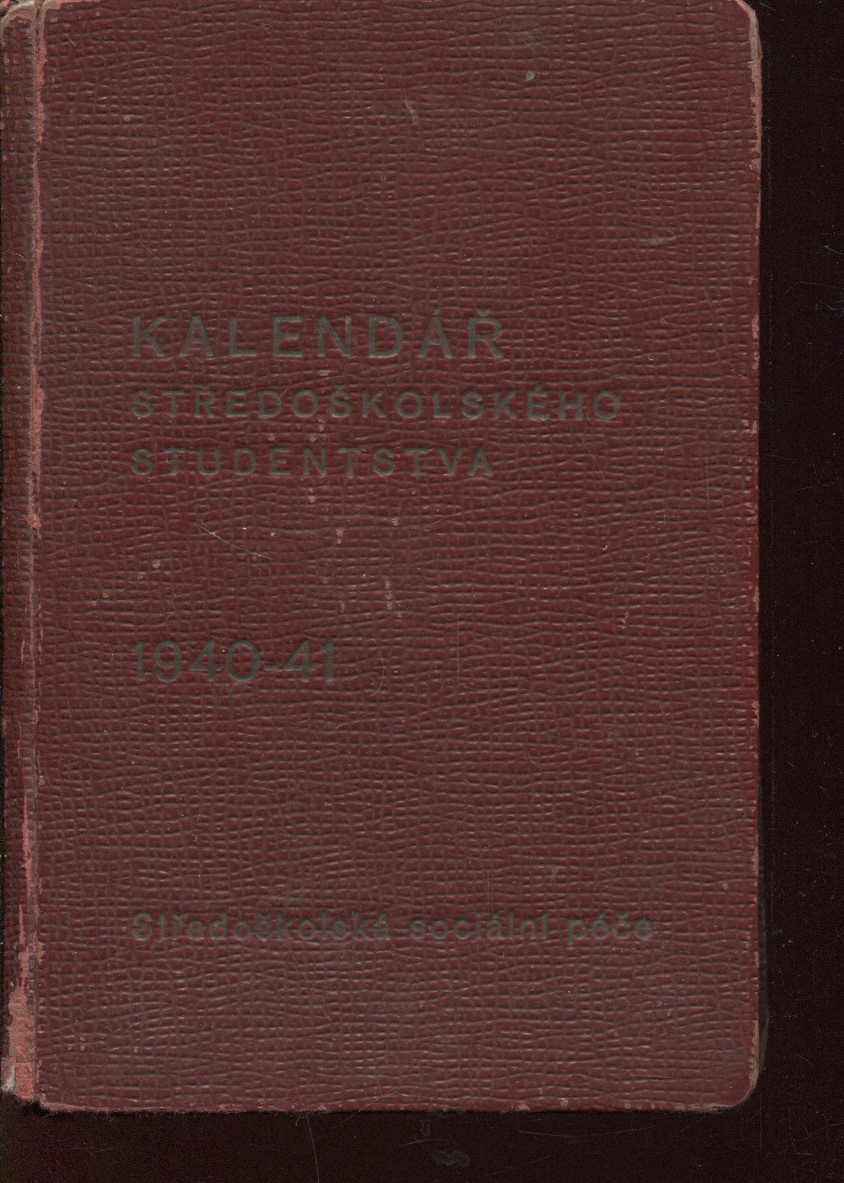 KALENDÁŘ
STŘEDOŠKOLSKÉHO
STUDENTSTVA
1940-41
Středoškolská sociální péče